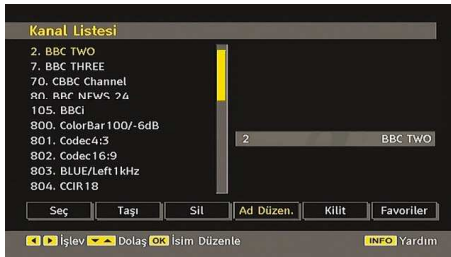 Kanal Listesi
2. BBC TWO
7. BBC THREE
70. CBBC Channel
80. BBC NEWS 24
105. BBCi
800. ColorBar100/-6dB
801. Codec4:3
802. Codec16:9
803. BLUE/Left1kHz
804. CCIR18
2 BBC TWO
Seç Taşı Sil Ad Düzen. Kilit Favoriler
İşlev Dolaş OK İsim Düzenle INFO Yardım